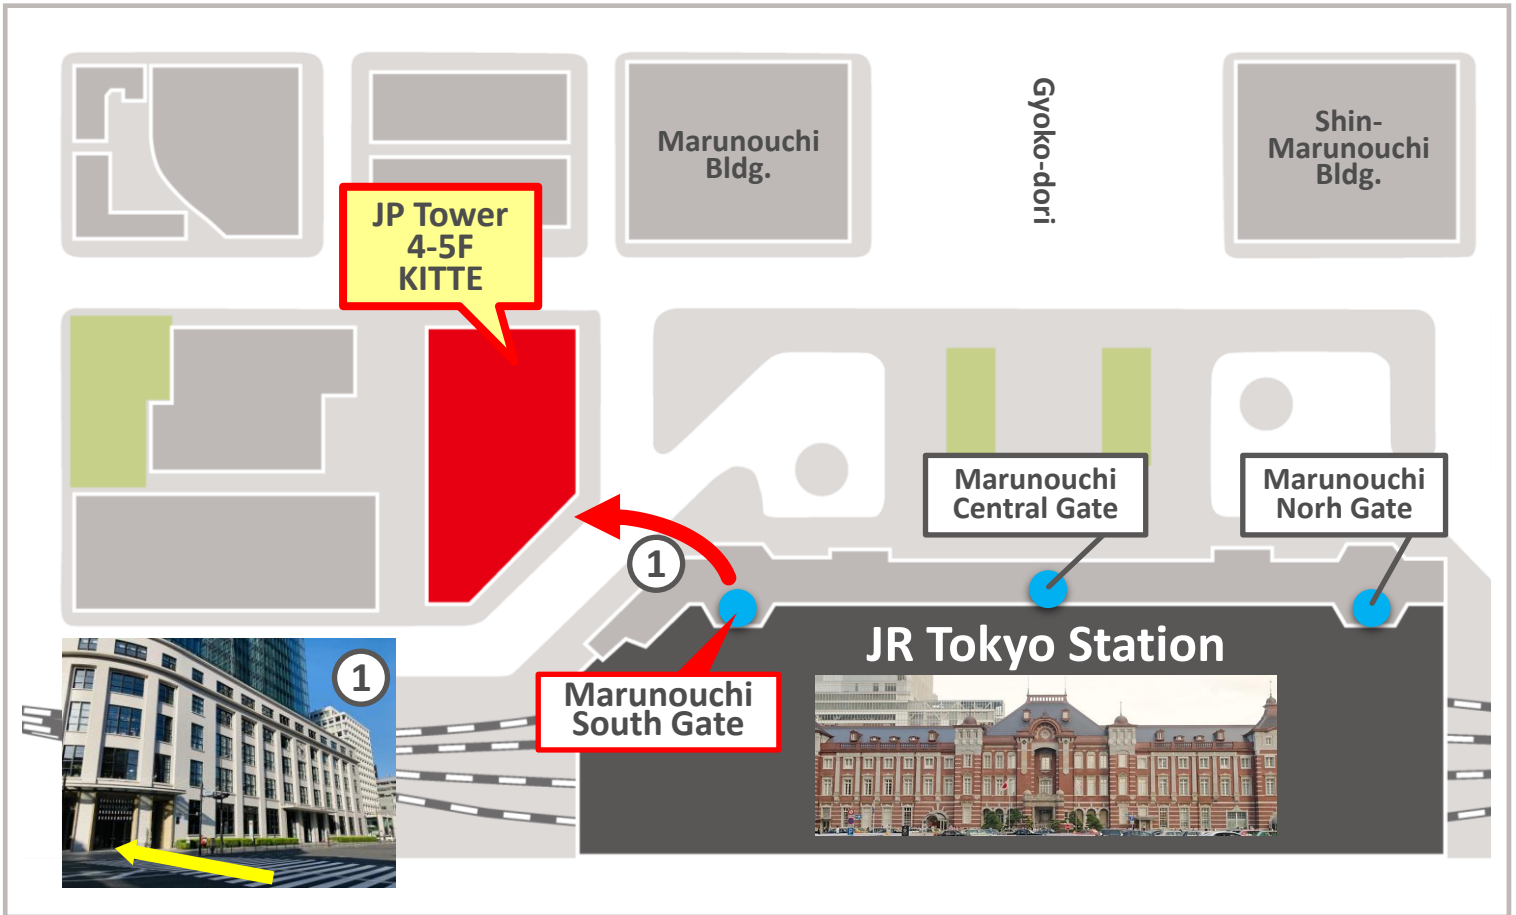 Marunouchi
Bldg.
Gyoko-dori
Shin-
Marunouchi
Bldg.
JP Tower
4-5F
KITTE
Marunouchi
Central Gate
Marunouchi
Norh Gate
1
JR Tokyo Station
1
Marunouchi
South Gate